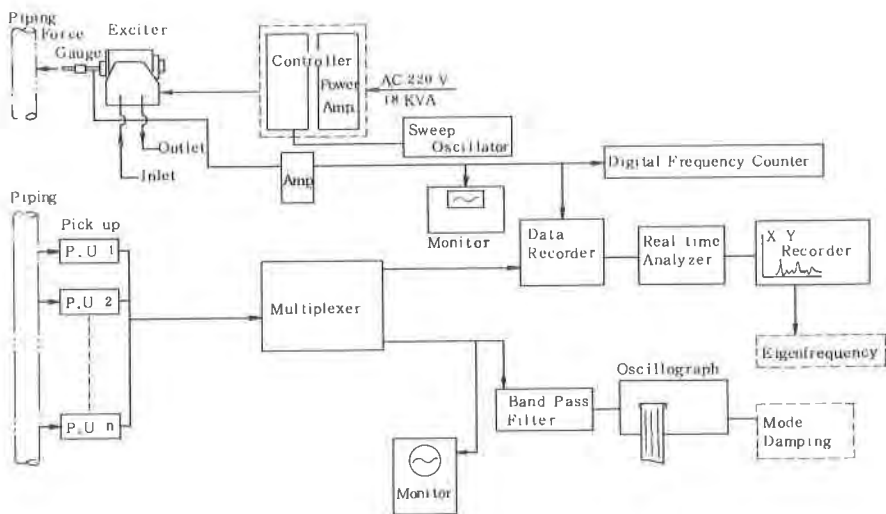 Piping
Force
Gauge
Exciter
Controller
Power
Amp.
AC 220 V
18 KVA
Sweep
Oscillator
Outlet
Inlet
Amp
Digital Frequency Counter
Monitor
Piping
Pick up
P.U 1
P.U 2
P.U n
Multiplexer
Data
Recorder
Real time
Analyzer
X Y
Recorder
Eigenfrequency
Band Pass
Filter
Oscillograph
Mode
Damping
Monitor